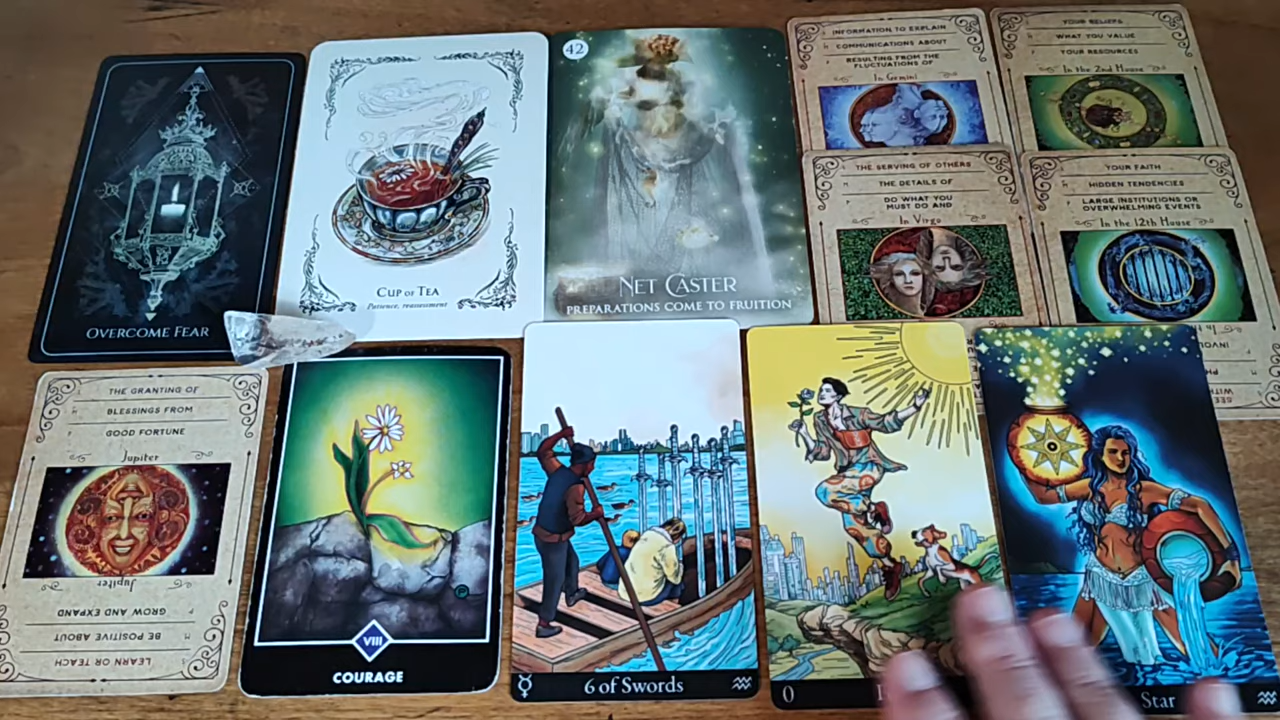 OVERCOME FEAR
CUP OF TEA
Patience, reassessment
42
NET CASTER
PREPARATIONS COME TO FRUITION
INFORMATION TO EXPLAIN
COMMUNICATIONS ABOUT
RESULTING FROM THE
FLUCTUATIONS OF
In Gemini
YOUR BELIEFS
WHAT YOU VALUE
YOUR RESOURCES
In the 2nd House
THE SERVING OF OTHERS
THE DETAILS OF
DO WHAT YOU
MUST DO AND
In Virgo
YOUR FAITH
HIDDEN TENDENCIES
LARGE INSTITUTIONS OR
OVERWHELMING EVENTS
In the 12th House
THE GRANTING OF
BLESSINGS FROM
GOOD FORTUNE
Jupiter
Jupiter
GROW AND EXPAND
BE POSITIVE ABOUT
LEARN OR TEACH
VIII
COURAGE
6 of Swords
0
Star